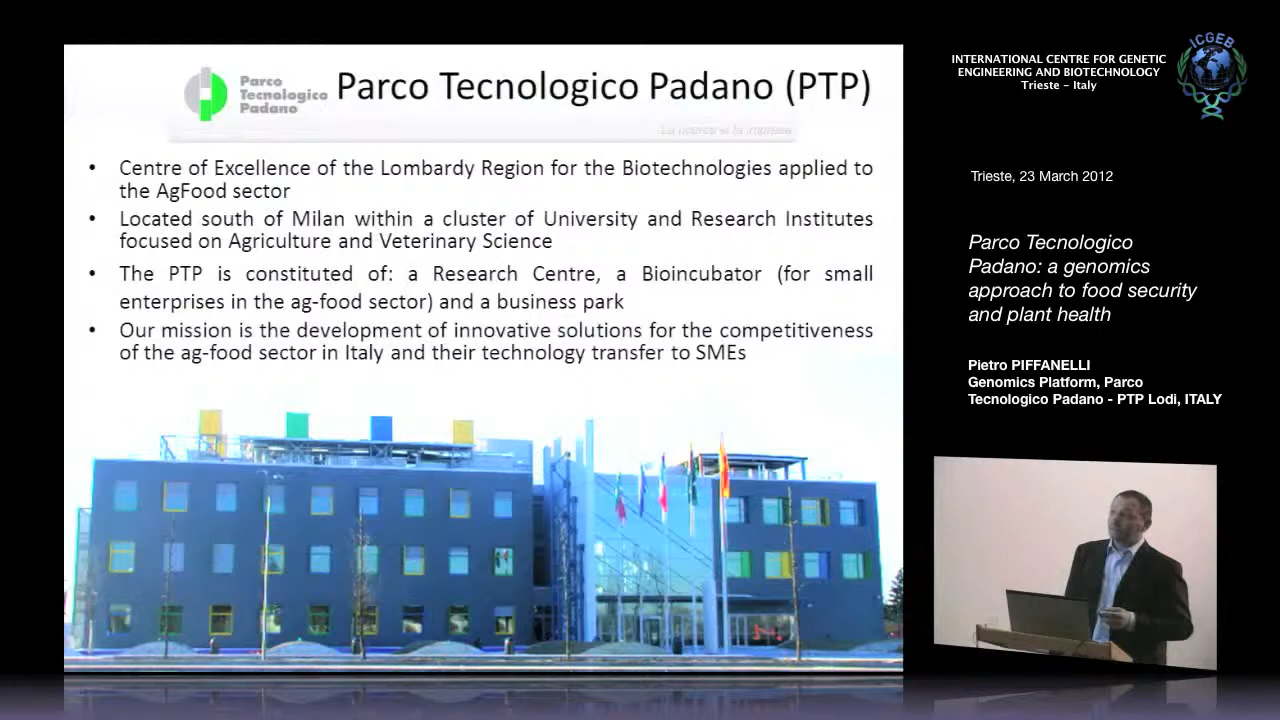 Parco
Tecnologico
Padano
Parco Tecnologico Padano (PTP)
• Centre of Excellence of the Lombardy Region for the Biotechnologies applied to
the AgFood sector
• Located south of Milan within a cluster of University and Research Institutes
focused on Agriculture and Veterinary Science
• The PTP is constituted of: a Research Centre, a Bioincubator (for small
enterprises in the ag-food sector) and a business park
• Our mission is the development of innovative solutions for the competitiveness
of the ag-food sector in Italy and their technology transfer to SMEs
INTERNATIONAL CENTRE FOR GENETIC
ENGINEERING AND BIOTECHNOLOGY
Trieste - Italy
ICGEB
Trieste, 23 March 2012
Parco Tecnologico
Padano: a genomics
approach to food security
and plant health
Pietro PIFFANELLI
Genomics Platform, Parco
Tecnologico Padano - PTP Lodi, ITALY